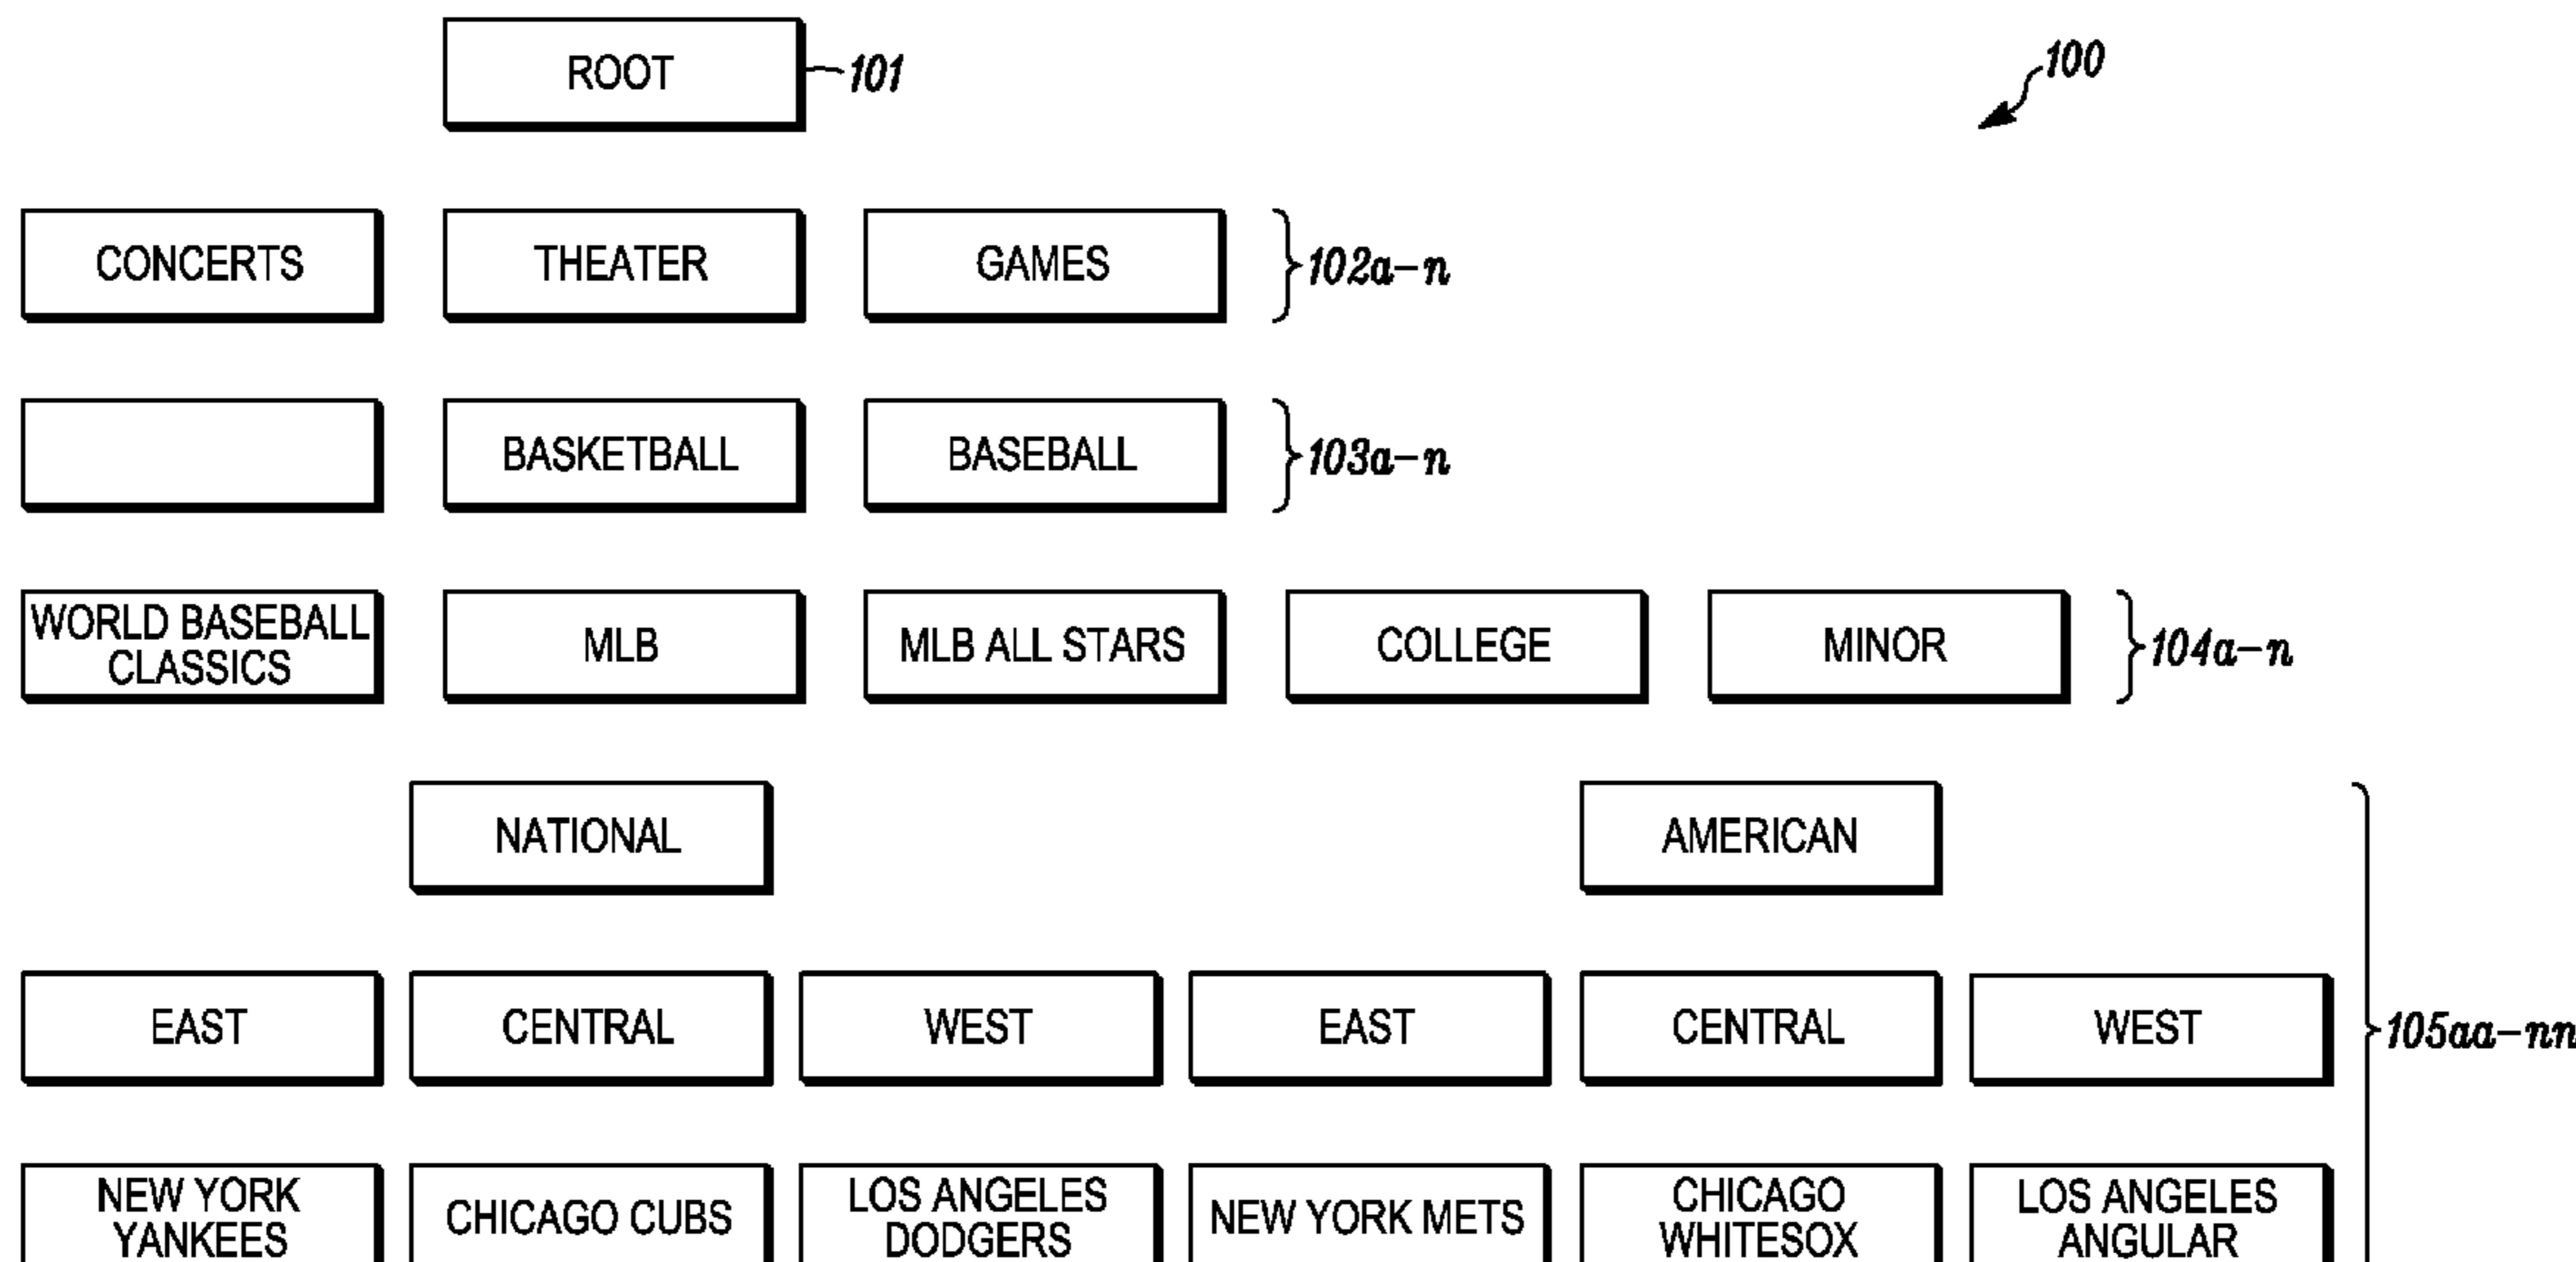 ROOT
101
100
CONCERTS
THEATER
GAMES
102a-n
BASKETBALL
BASEBALL
103a-n
WORLD BASEBALL
CLASSICS
MLB
MLB ALL STARS
COLLEGE
MINOR
104a-n
NATIONAL
AMERICAN
EAST
CENTRAL
WEST
EAST
CENTRAL
WEST
105aa-nn
NEW YORK
YANKEES
CHICAGO CUBS
LOS ANGELES
DODGERS
NEW YORK METS
CHICAGO
WHITESOX
LOS ANGELES
ANGULAR